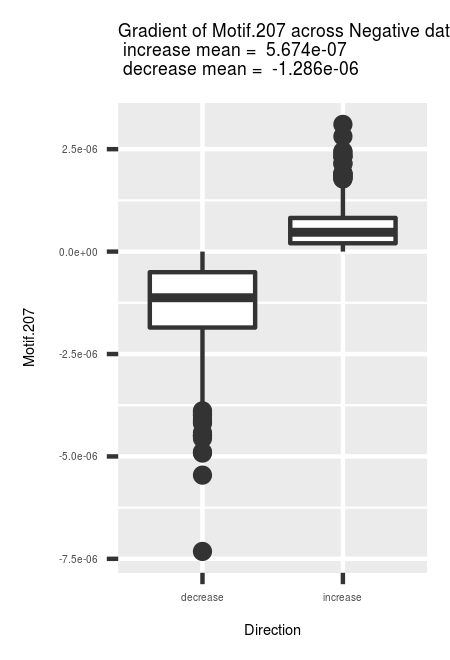 Gradient of Motif.207 across Negative dat
increase mean =  5.674e-07
decrease mean =  -1.286e-06
2.5e-06
0.0e+00
-2.5e-06
-5.0e-06
-7.5e-06
Motif.207
decrease
increase
Direction